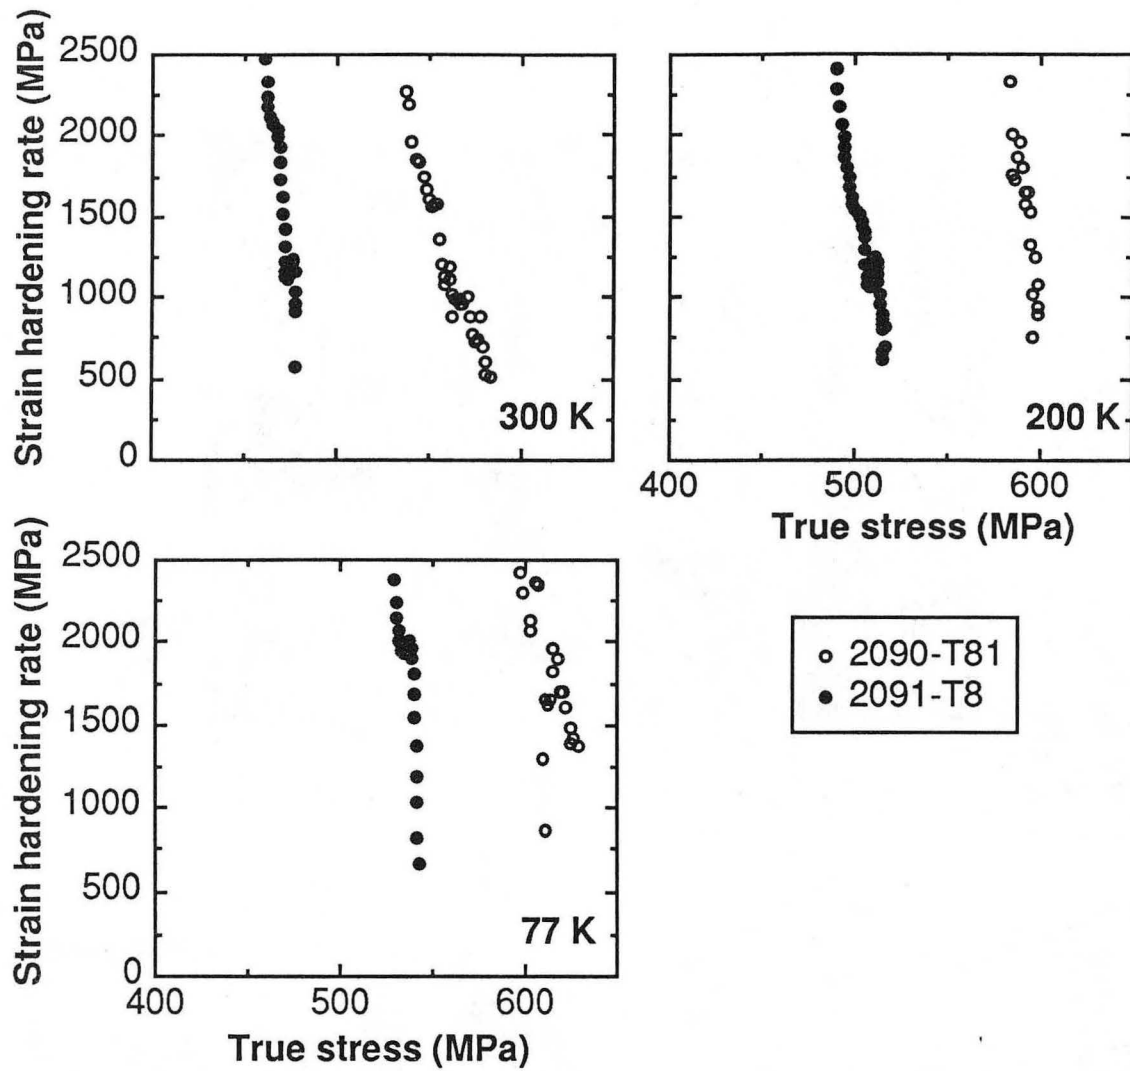 Strain hardening rate (MPa)
2500
2000
1500
1000
500
0
300 K
200 K
400
500
600
True stress (MPa)
Strain hardening rate (MPa)
2500
2000
1500
1000
500
0
77 K
400
500
600
True stress (MPa)
2090-T81
2091-T8